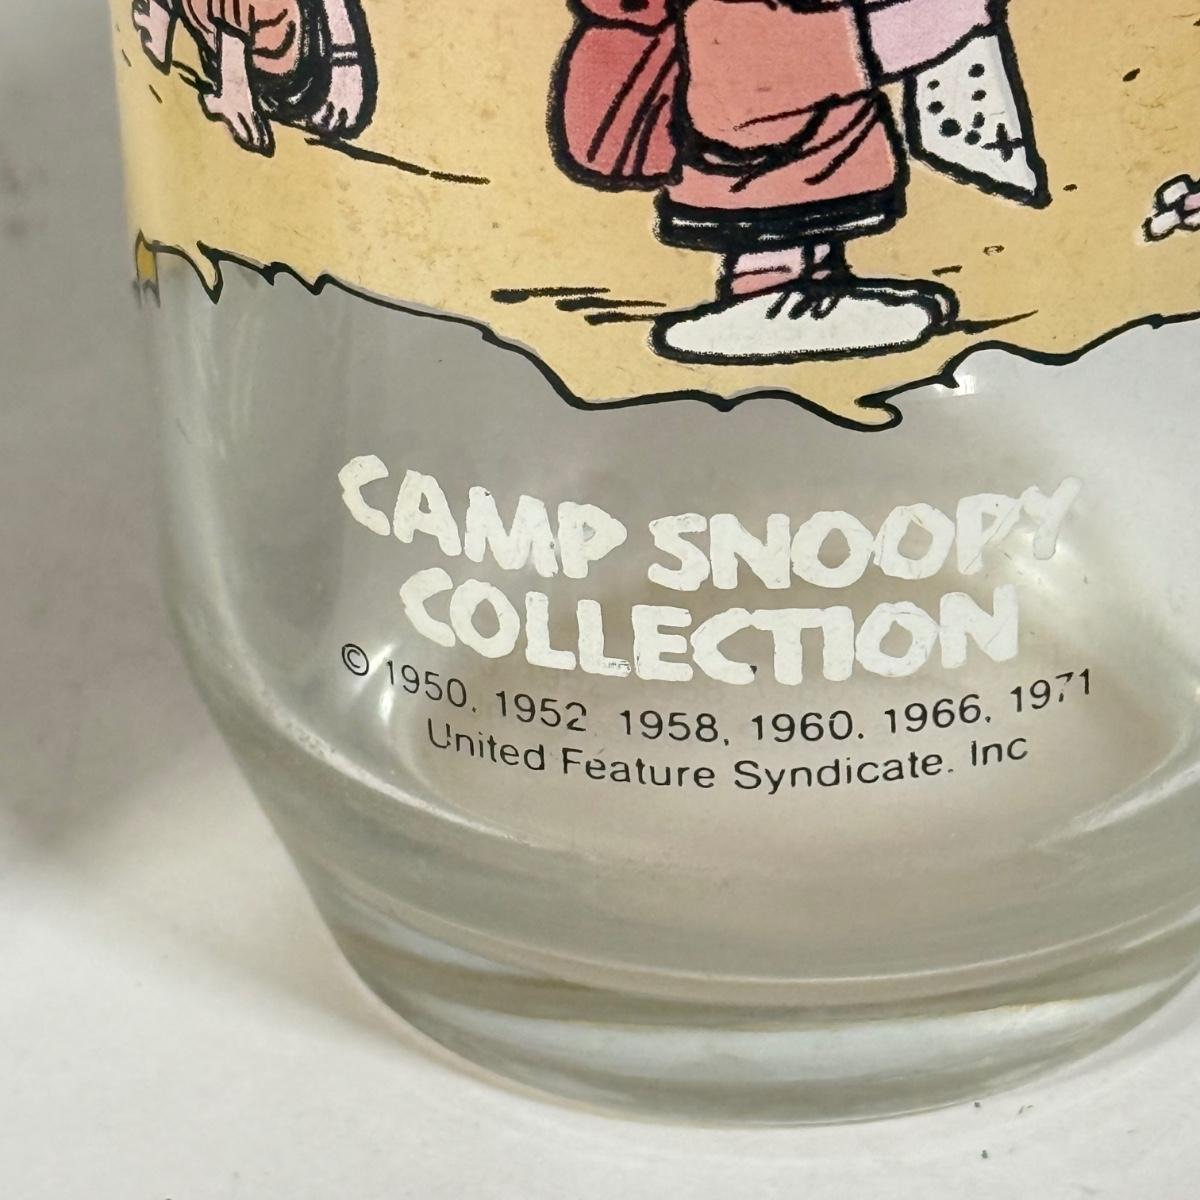 CAMP SNOOPY
COLLECTION
© 1950, 1952 1958, 1960. 1966, 1971
United Feature Syndicate. Inc